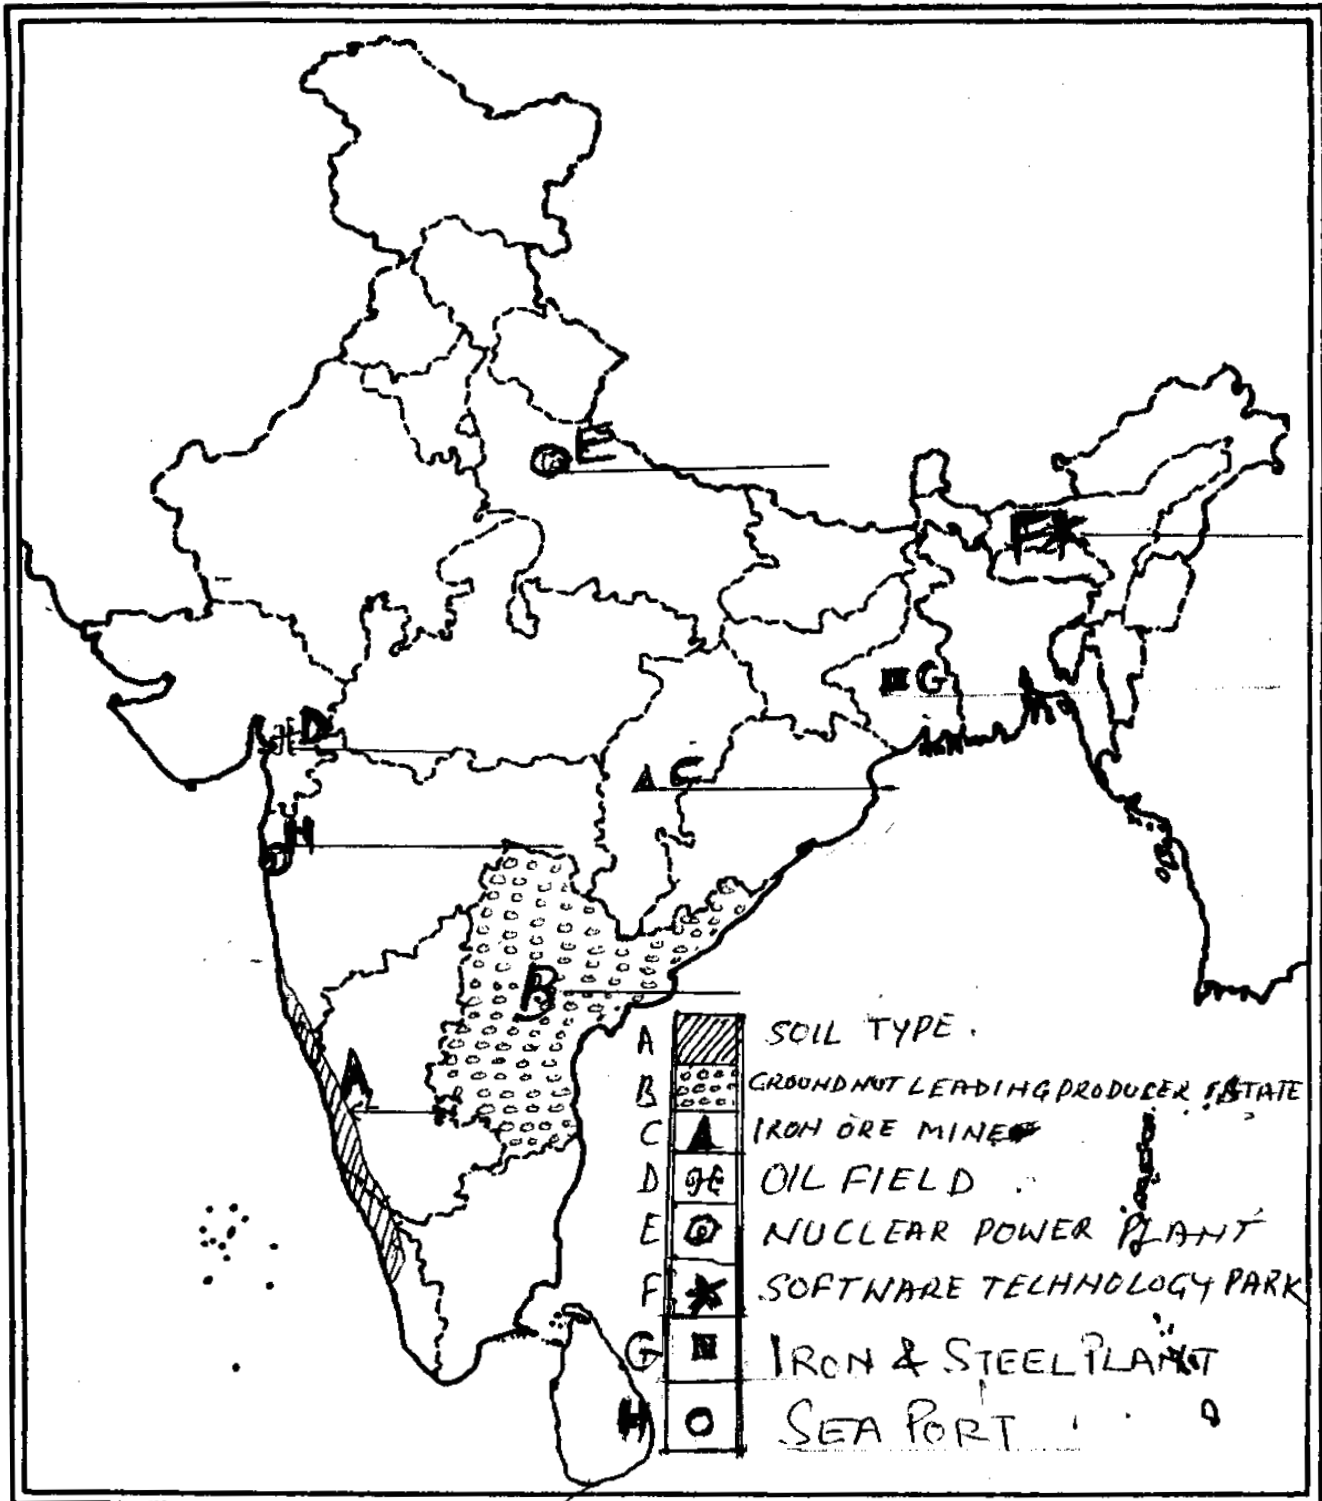 E
F
G
D
C
H
B
A
A SOIL TYPE.
B GROUNDNUT LEADING PRODUCER STATE
C IRON ORE MINE
D OIL FIELD
E NUCLEAR POWER PLANT
F SOFTWARE TECHNOLOGY PARK
G IRON & STEEL PLANT
H SEA PORT